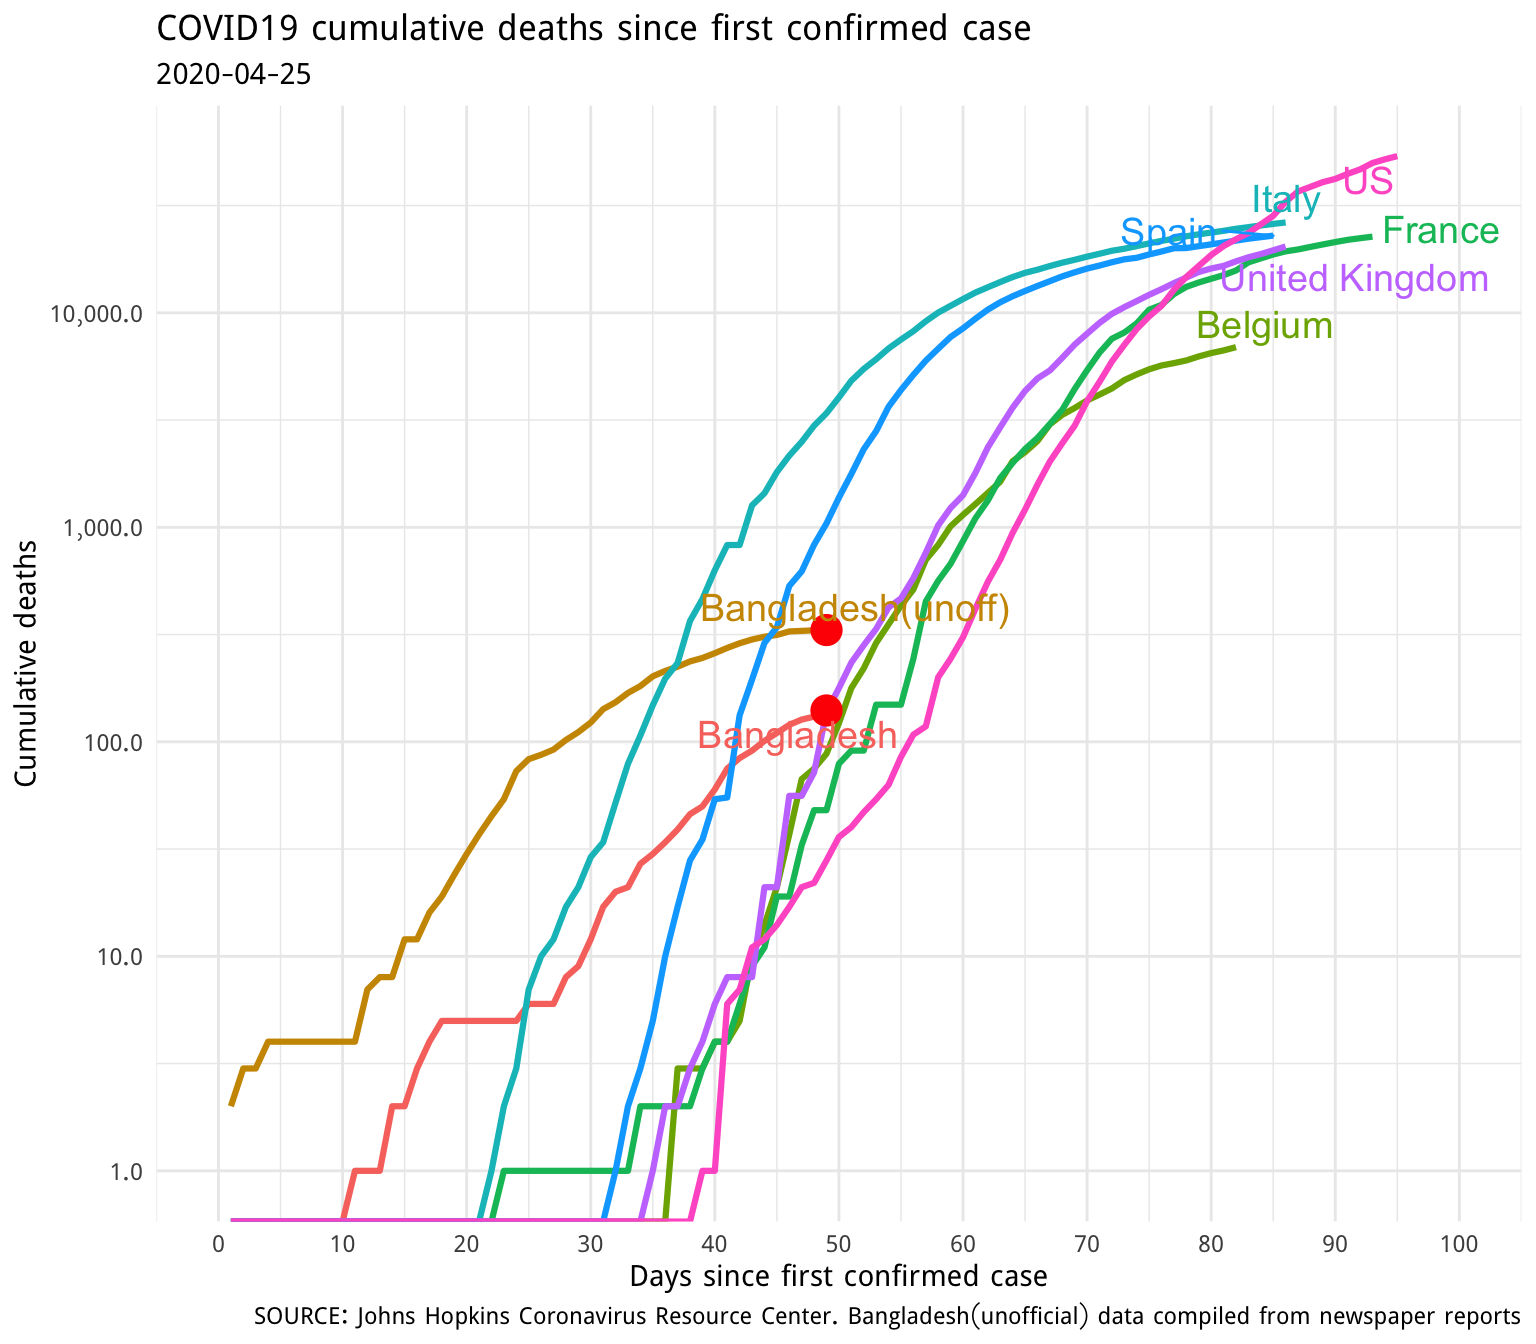 COVID19 cumulative deaths since first confirmed case
2020-04-25
US
Italy
Spain
France
United Kingdom
Belgium
10,000.0
1,000.0
Bangladesh(unoff)
Bangladesh
100.0
10.0
1.0
Cumulative deaths
0 10 20 30 40 50 60 70 80 90 100
Days since first confirmed case
SOURCE: Johns Hopkins Coronavirus Resource Center. Bangladesh(unofficial) data compiled from newspaper reports